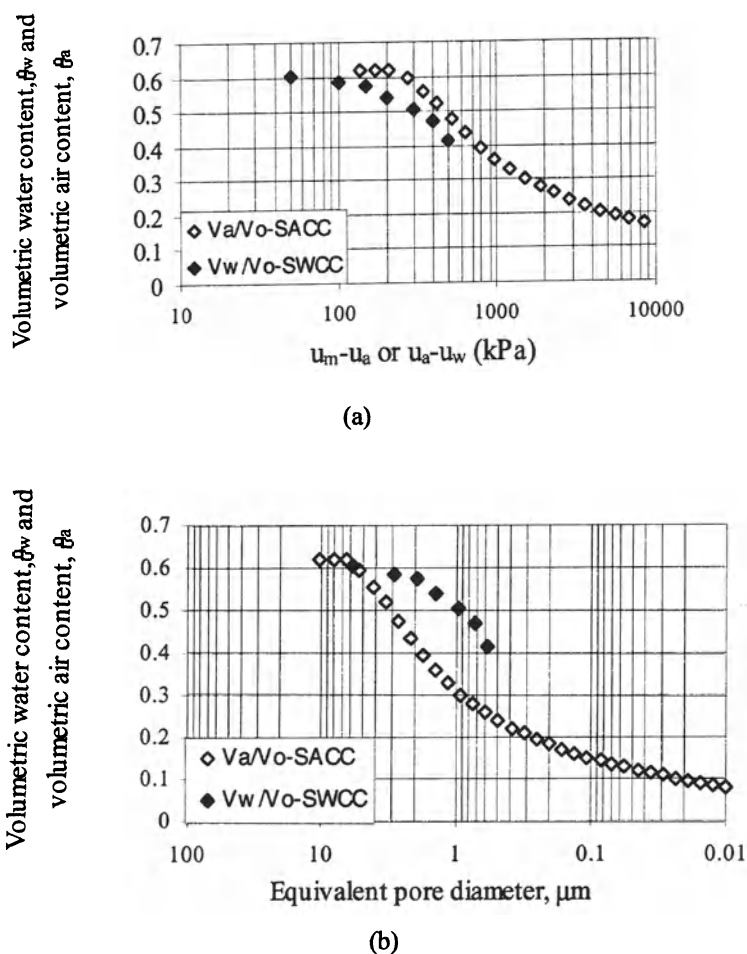 Volumetric water content,θw and
volumetric air content, θa
0.7
0.6
0.5
0.4
0.3
0.2
0.1
0
◇ Va/Vo-SACC
◆ Vw/Vo-SWCC
10 100 1000 10000
um-ua or ua-uw (kPa)
(a)
Volumetric water content,θw and
volumetric air content, θa
0.7
0.6
0.5
0.4
0.3
0.2
0.1
0
◇ Va/Vo-SACC
◆ Vw/Vo-SWCC
100 10 1 0.1 0.01
Equivalent pore diameter, µm
(b)